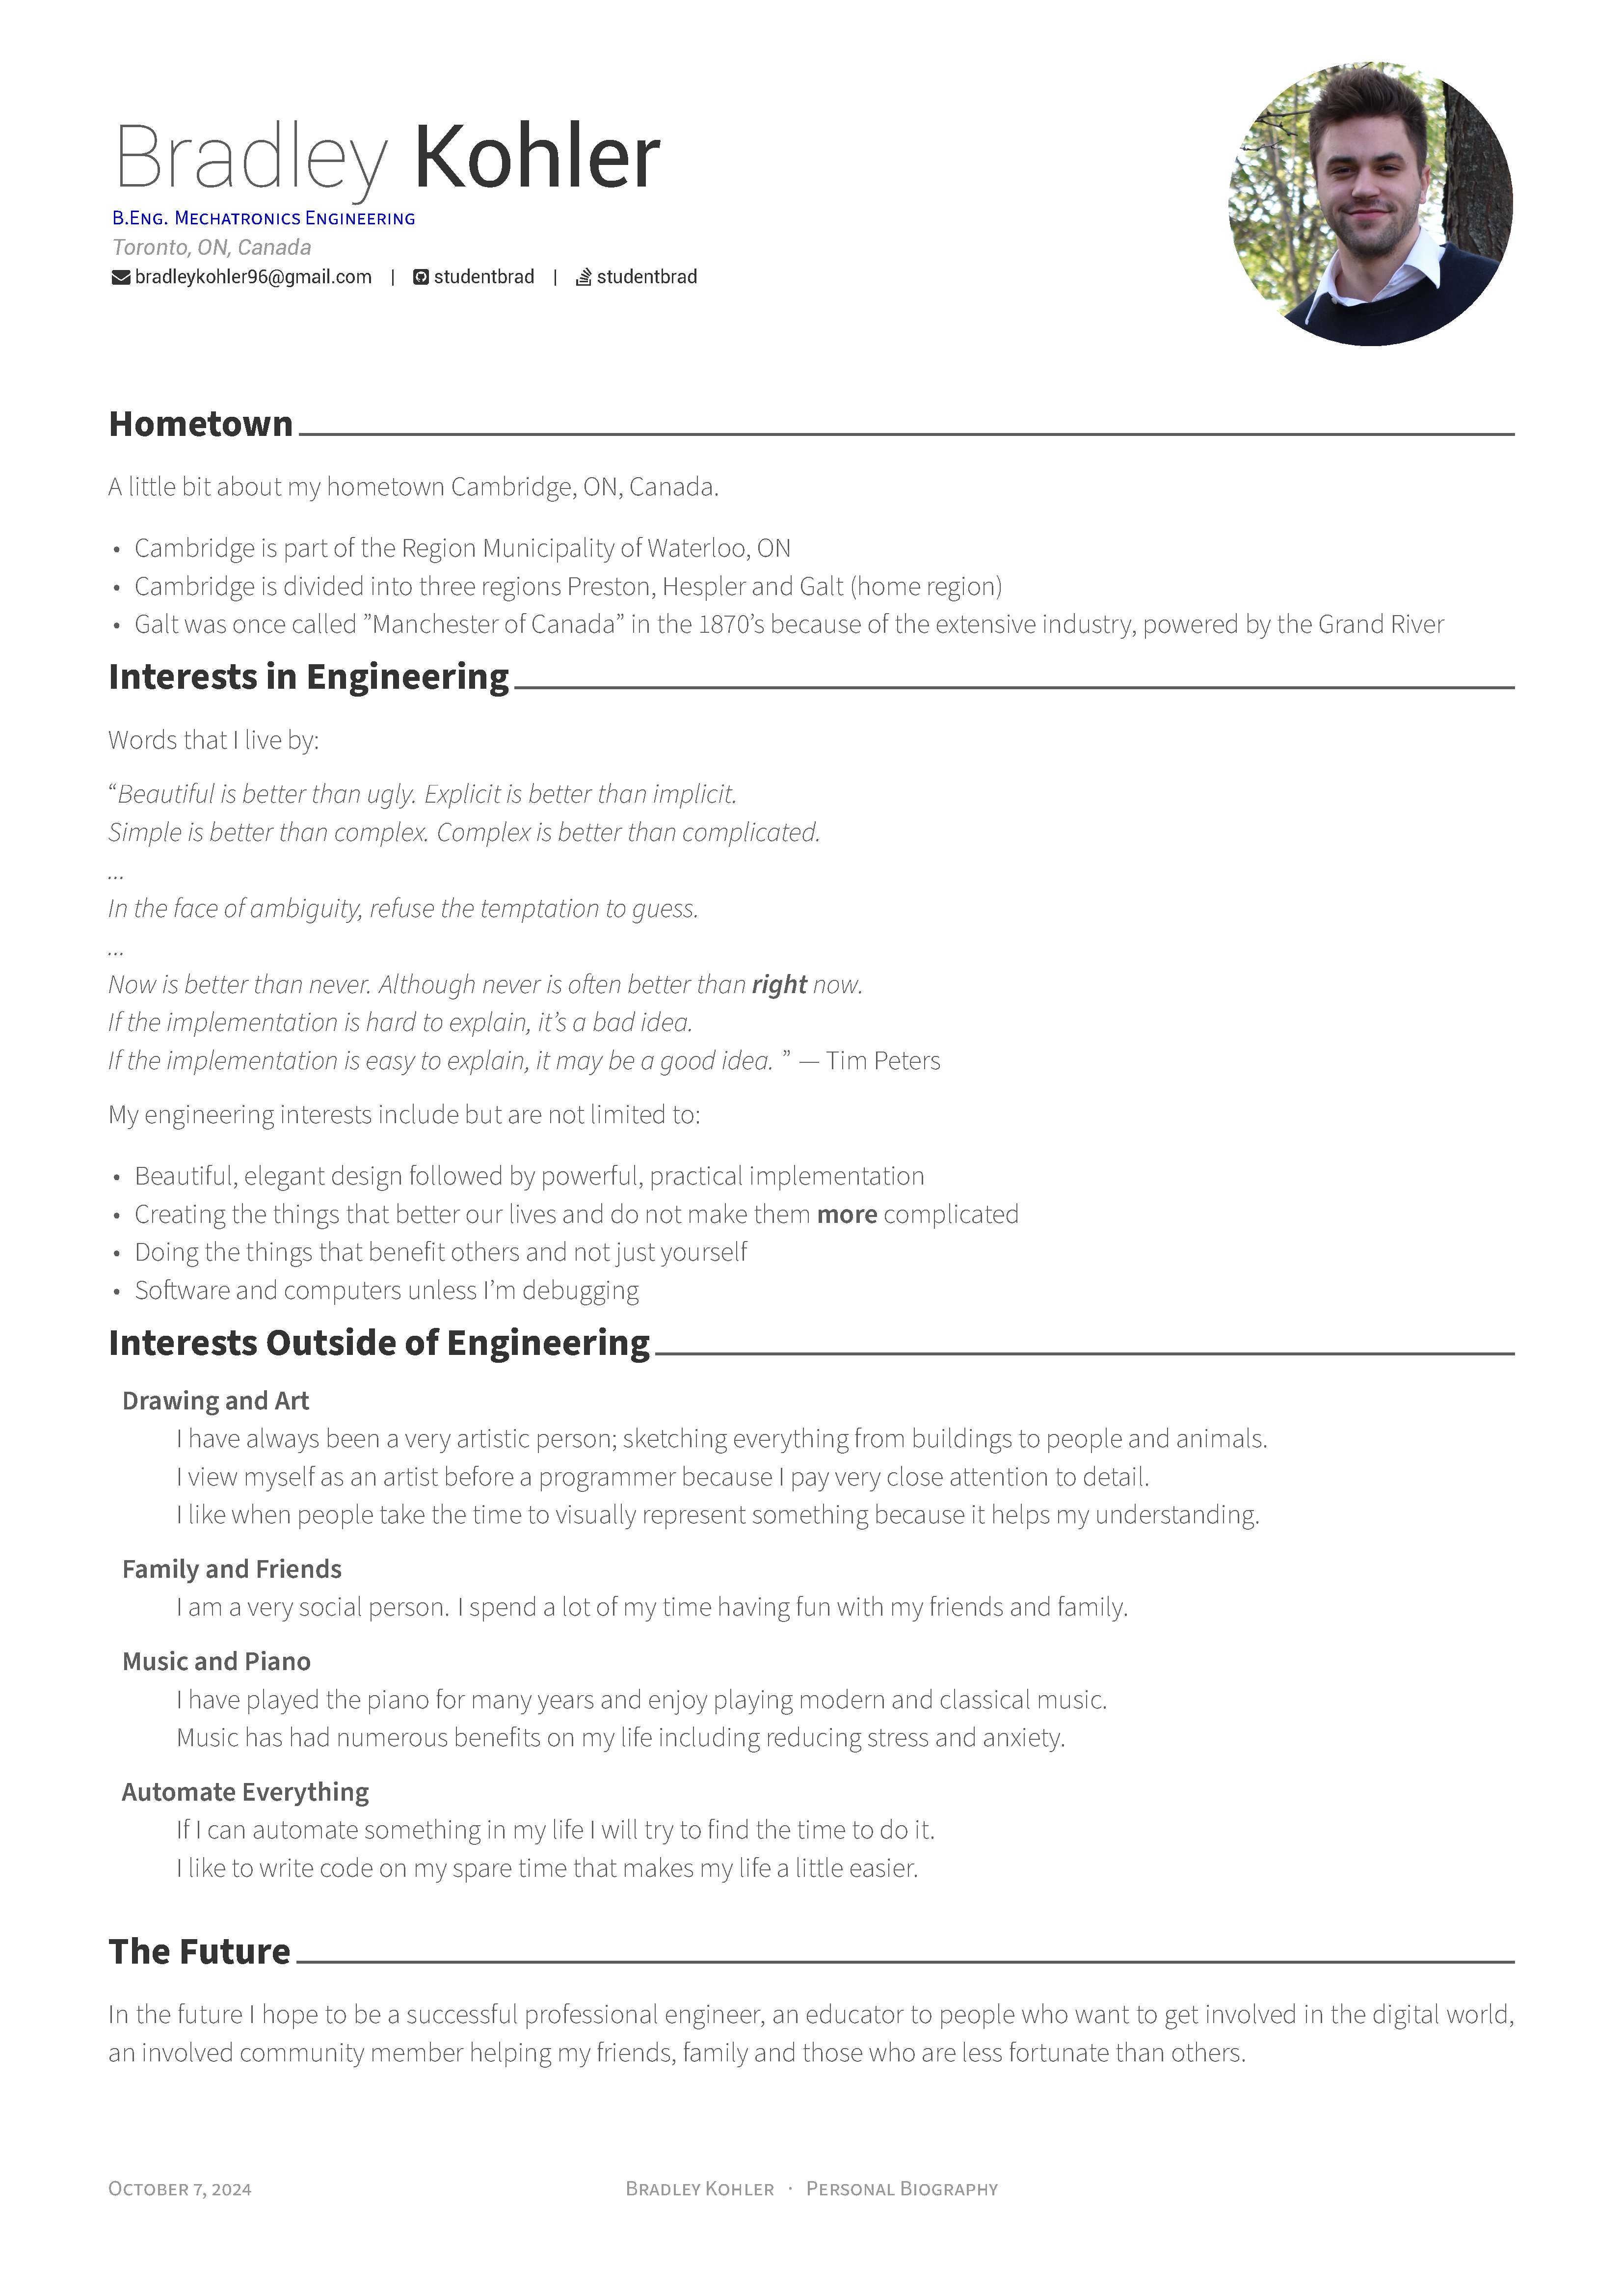 Bradley Kohler
B.Eng. Mechatronics Engineering
Toronto, ON, Canada
bradleykohler96@gmail.com | studentbrad | studentbrad
Hometown
A little bit about my hometown Cambridge, ON, Canada.
• Cambridge is part of the Region Municipality of Waterloo, ON
• Cambridge is divided into three regions Preston, Hespler and Galt (home region)
• Galt was once called ”Manchester of Canada” in the 1870’s because of the extensive industry, powered by the Grand River
Interests in Engineering
Words that I live by:
“Beautiful is better than ugly. Explicit is better than implicit.
Simple is better than complex. Complex is better than complicated.
...
In the face of ambiguity, refuse the temptation to guess.
...
Now is better than never. Although never is often better than right now.
If the implementation is hard to explain, it’s a bad idea.
If the implementation is easy to explain, it may be a good idea. ” — Tim Peters
My engineering interests include but are not limited to:
• Beautiful, elegant design followed by powerful, practical implementation
• Creating the things that better our lives and do not make them more complicated
• Doing the things that benefit others and not just yourself
• Software and computers unless I’m debugging
Interests Outside of Engineering
Drawing and Art
I have always been a very artistic person; sketching everything from buildings to people and animals.
I view myself as an artist before a programmer because I pay very close attention to detail.
I like when people take the time to visually represent something because it helps my understanding.
Family and Friends
I am a very social person. I spend a lot of my time having fun with my friends and family.
Music and Piano
I have played the piano for many years and enjoy playing modern and classical music.
Music has had numerous benefits on my life including reducing stress and anxiety.
Automate Everything
If I can automate something in my life I will try to find the time to do it.
I like to write code on my spare time that makes my life a little easier.
The Future
In the future I hope to be a successful professional engineer, an educator to people who want to get involved in the digital world,
an involved community member helping my friends, family and those who are less fortunate than others.
October 7, 2024 Bradley Kohler · Personal Biography